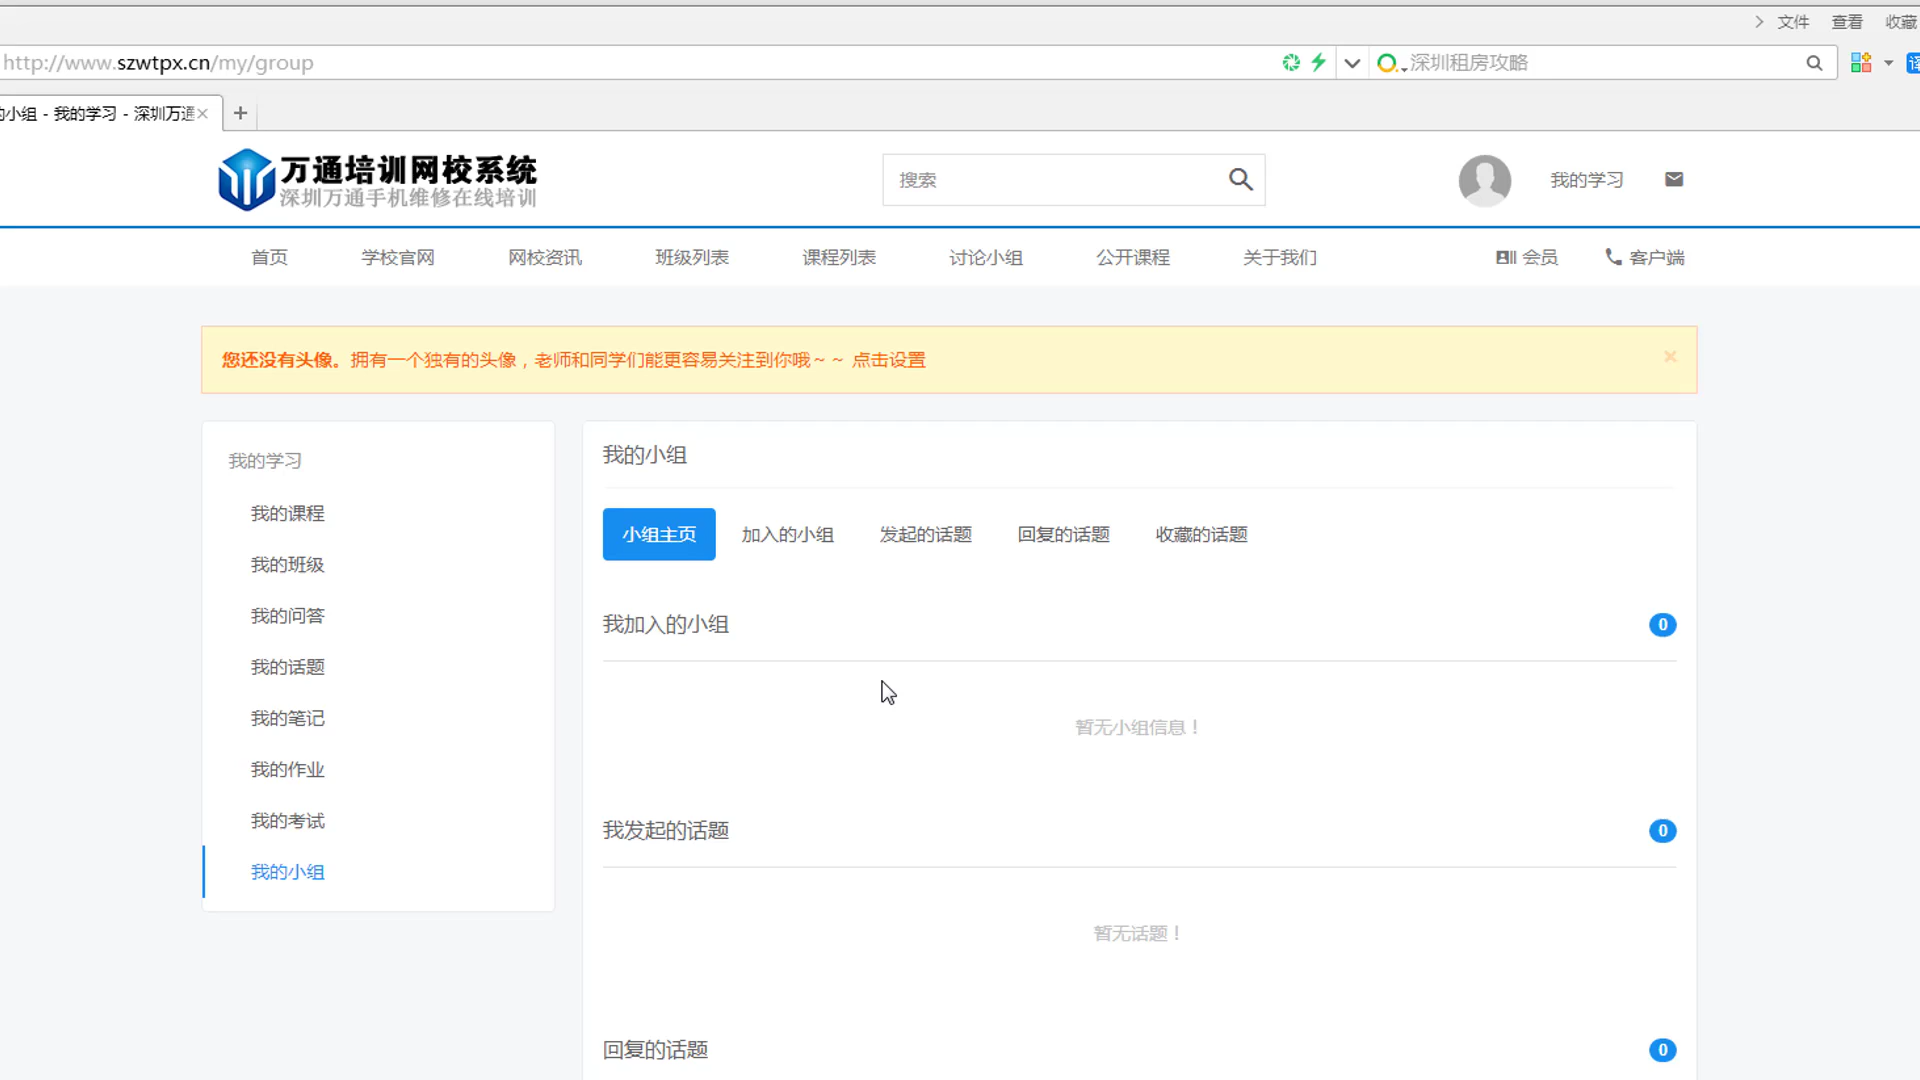 文件 查看 收藏
http://www.szwtpx.cn/my/group 深圳租房攻略
小组 - 我的学习 - 深圳万通
万通培训网校系统
深圳万通手机维修在线培训
搜索
我的学习
首页 学校官网 网校资讯 班级列表 课程列表 讨论小组 公开课程 关于我们 会员 客户端
您还没有头像。拥有一个独有的头像，老师和同学们能更容易关注到你哦～～ 点击设置
我的学习
我的课程
我的班级
我的问答
我的话题
我的笔记
我的作业
我的考试
我的小组
我的小组
小组主页 加入的小组 发起的话题 回复的话题 收藏的话题
我加入的小组 0
暂无小组信息！
我发起的话题 0
暂无话题！
回复的话题 0